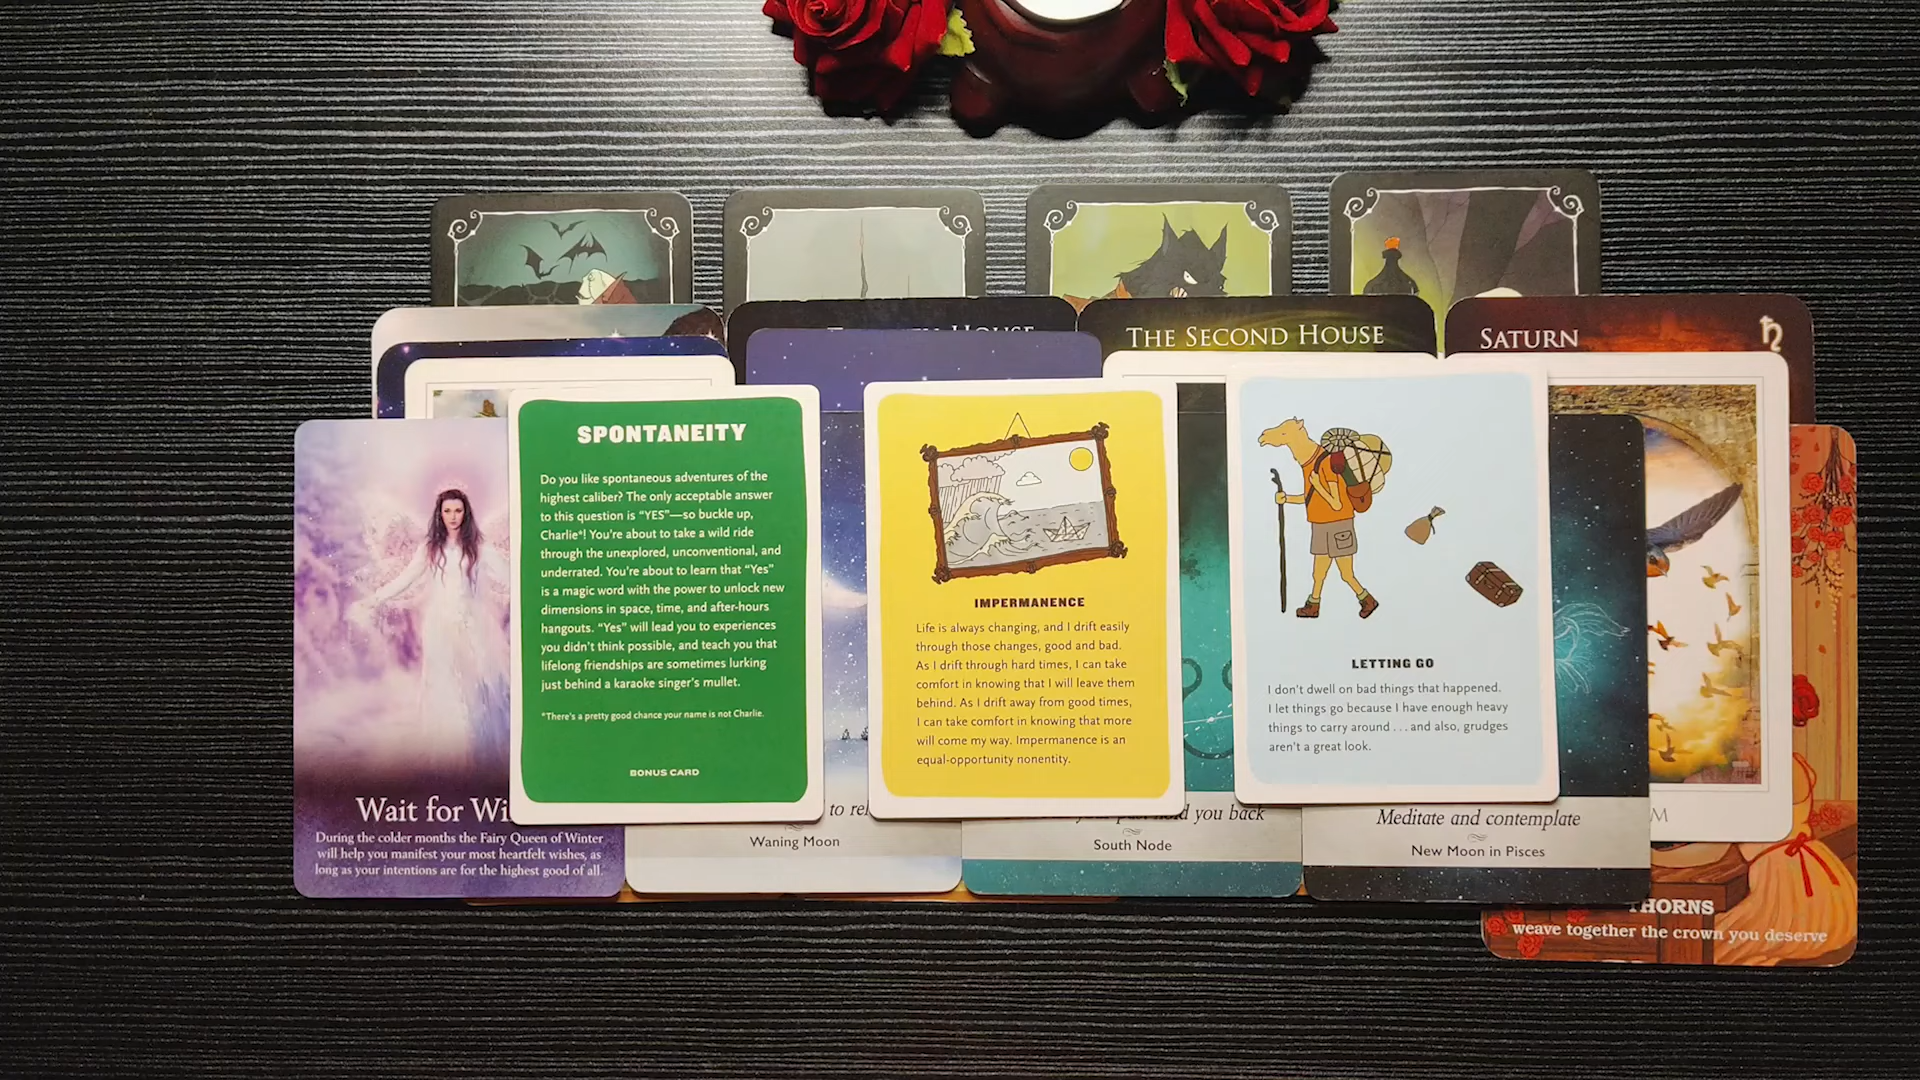 HOUSE
THE SECOND HOUSE
SATURN
SPONTANEITY
Do you like spontaneous adventures of the
highest caliber? The only acceptable answer
to this question is “YES”—so buckle up,
Charlie*! You're about to take a wild ride
through the unexplored, unconventional, and
underrated. You're about to learn that “Yes”
is a magic word with the power to unlock new
dimensions in space, time, and after-hours
hangouts. “Yes” will lead you to experiences
you didn't think possible, and teach you that
lifelong friendships are sometimes lurking
just behind a karaoke singer's mullet.
*There's a pretty good chance your name is not Charlie.
BONUS CARD
IMPERMANENCE
Life is always changing, and I drift easily
through those changes, good and bad.
As I drift through hard times, I can take
comfort in knowing that I will leave them
behind. As I drift away from good times,
I can take comfort in knowing that more
will come my way. Impermanence is an
equal-opportunity nonentity.
LETTING GO
I don't dwell on bad things that happened.
I let things go because I have enough heavy
things to carry around . . . and also, grudges
aren't a great look.
Wait for Wi
During the colder months the Fairy Queen of Winter
will help you manifest your most heartfelt wishes, as
long as your intentions are for the highest good of all.
to rel
Waning Moon
your past hold you back
South Node
Meditate and contemplate
New Moon in Pisces
M
THORNS
weave together the crown you deserve